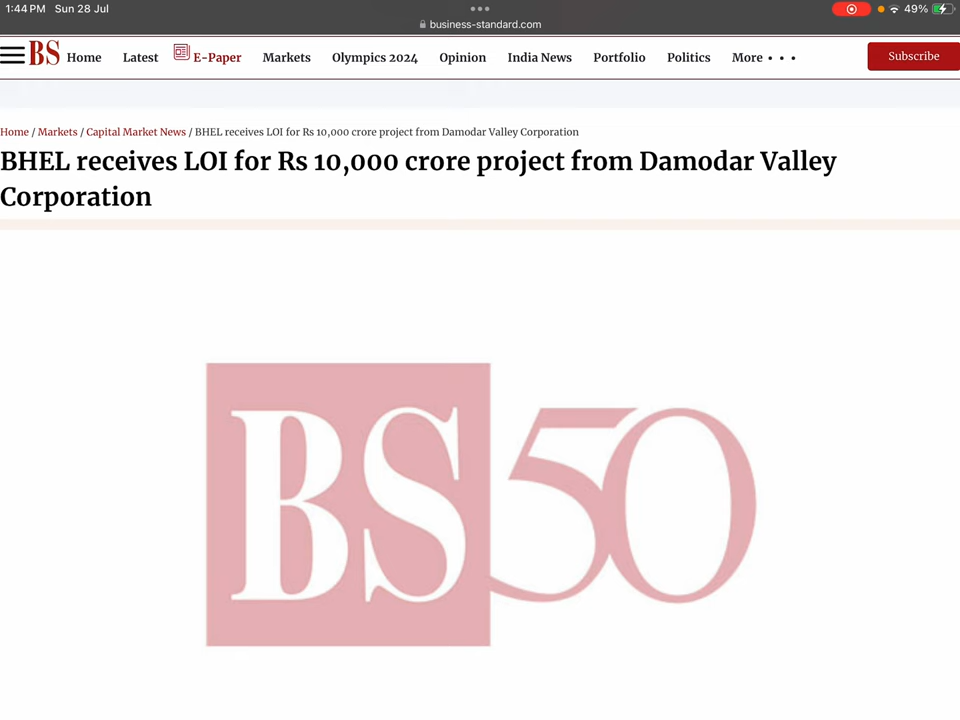 1:44 PM Sun 28 Jul
49%
business-standard.com
BS Home Latest E-Paper Markets Olympics 2024 Opinion India News Portfolio Politics More • • • Subscribe
Home / Markets / Capital Market News / BHEL receives LOI for Rs 10,000 crore project from Damodar Valley Corporation
BHEL receives LOI for Rs 10,000 crore project from Damodar Valley
Corporation
BS50